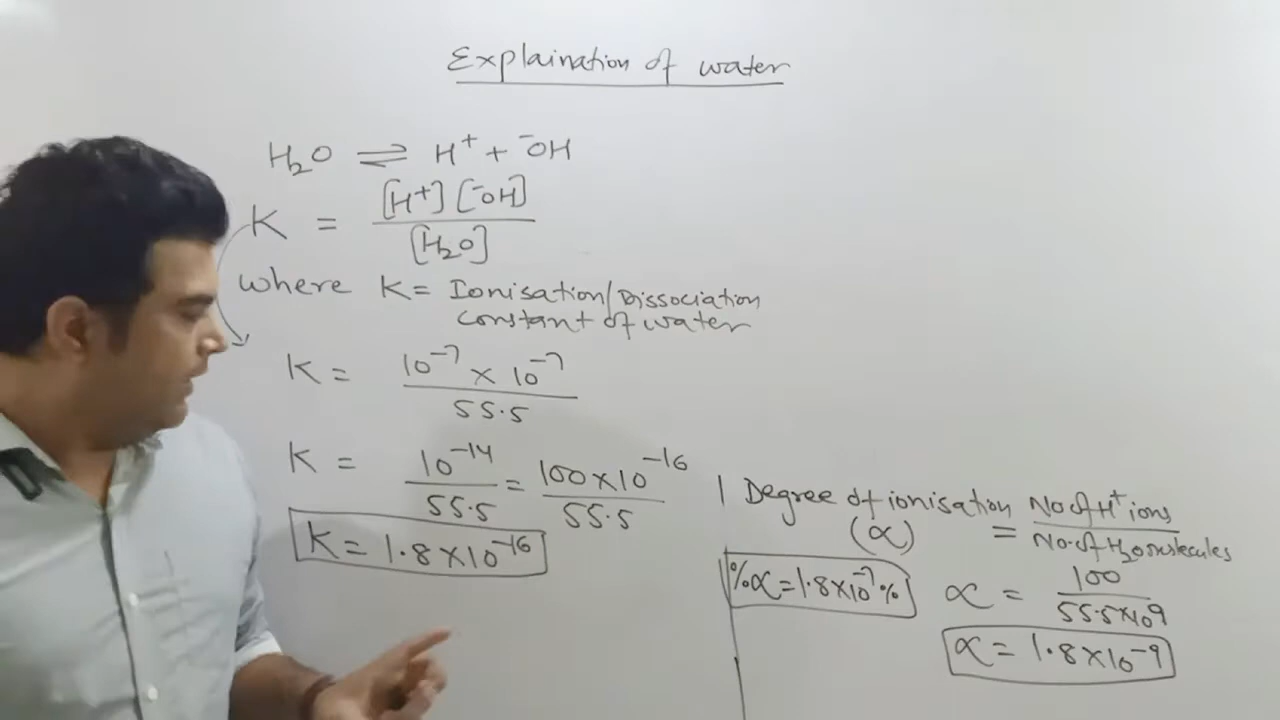 Explaination of water
H₂O ⇌ H⁺ + ⁻OH
K = [H⁺] [⁻OH] / [H₂O]
where K = Ionisation/Dissociation
constant of water
K = 10⁻⁷ × 10⁻⁷ / 55.5
K = 10⁻¹⁴ / 55.5 = 100×10⁻¹⁶ / 55.5
K = 1.8×10⁻¹⁶
Degree of ionisation (α) = No of H⁺ ions / No. of H₂O molecules
α = 100 / 55.5×10⁹
α = 1.8×10⁻⁹
%α = 1.8×10⁻⁷%